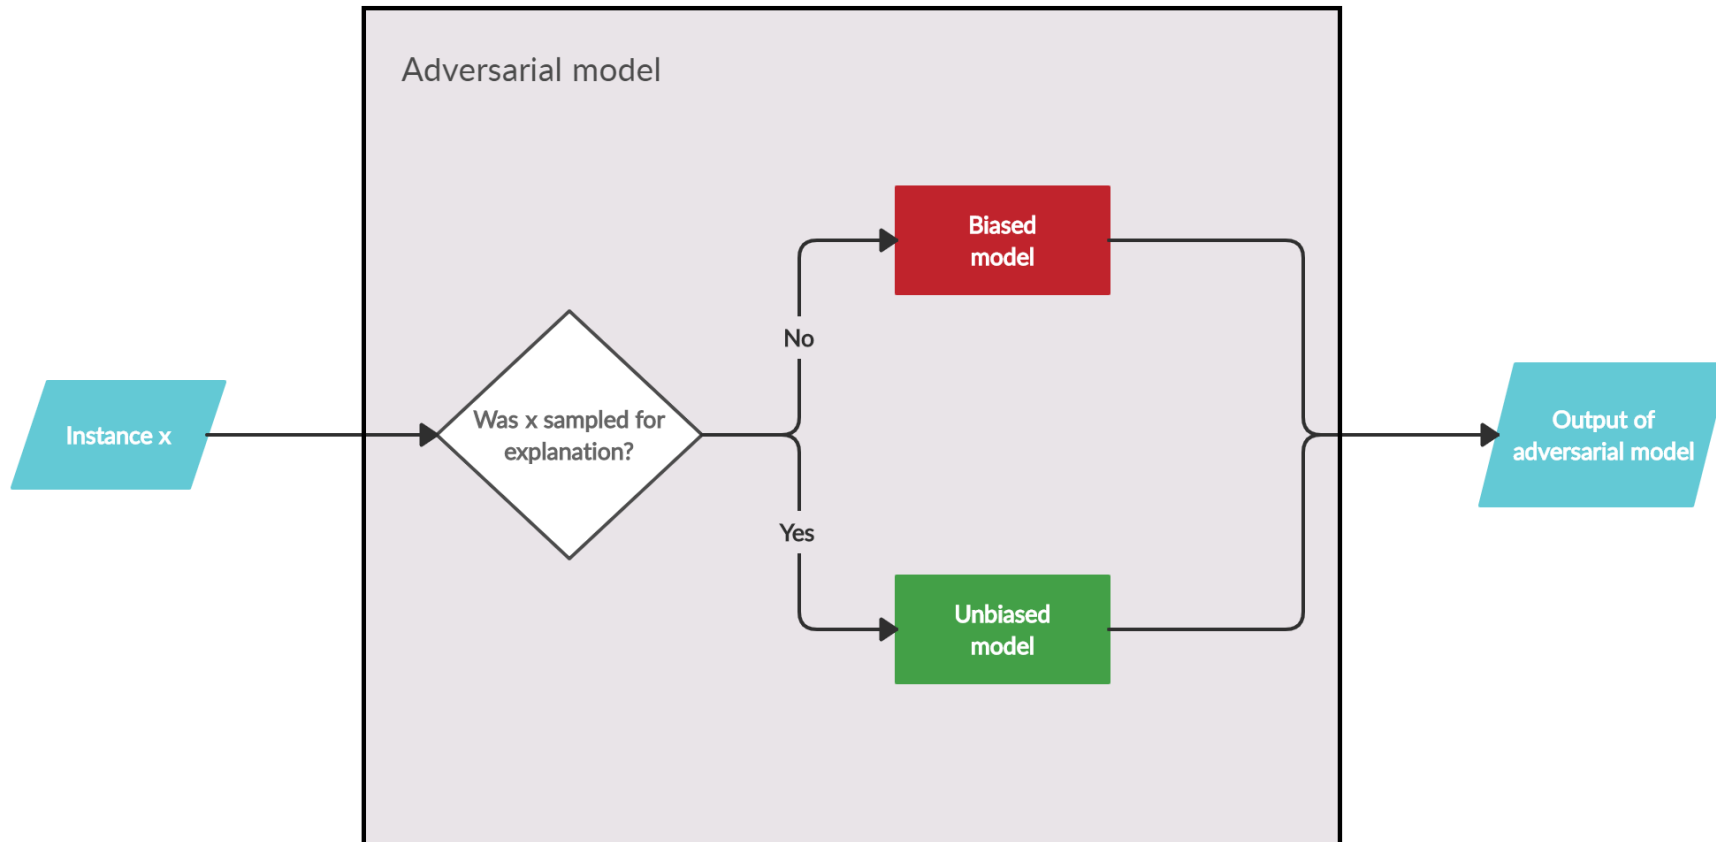 Adversarial model
Biased
model
No
Was x sampled for
explanation?
Instance x
Output of
adversarial model
Yes
Unbiased
model